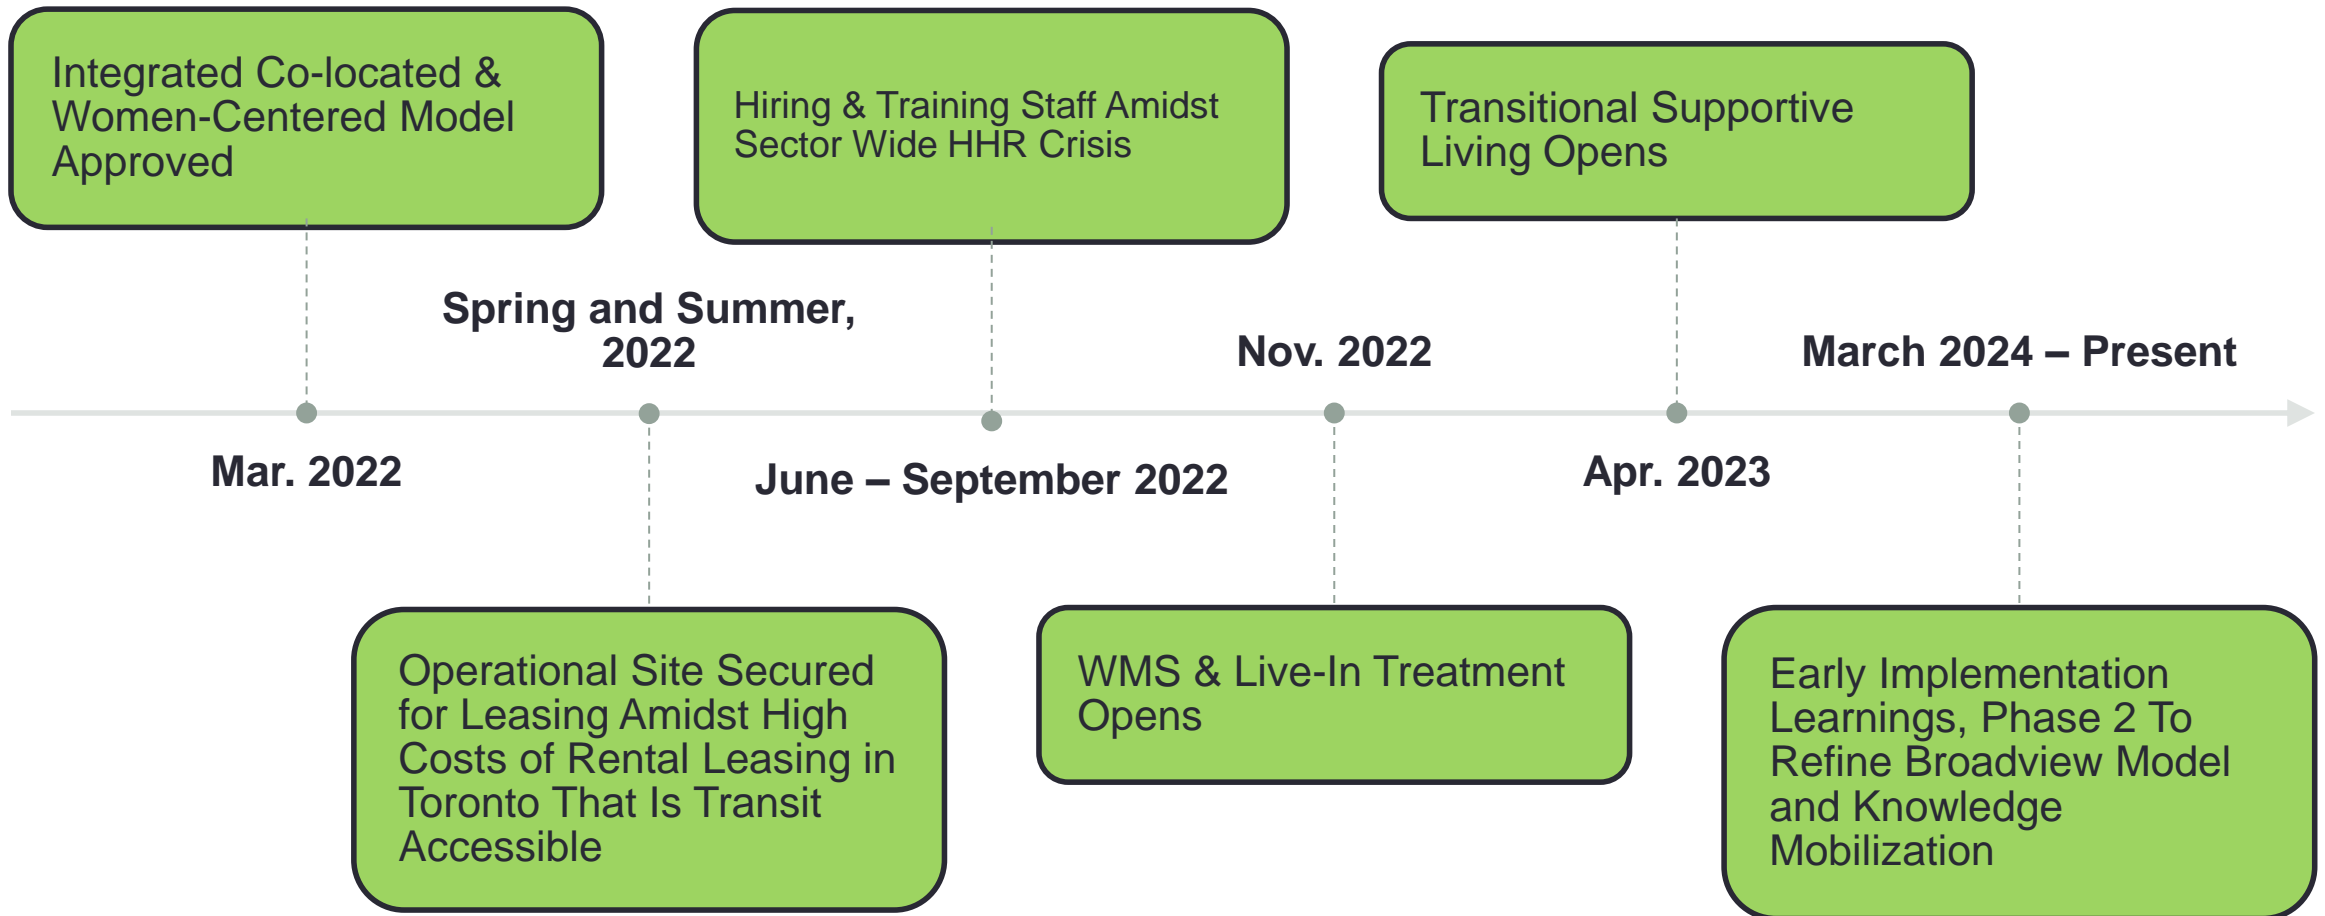 Integrated Co-located &
Women-Centered Model
Approved
Hiring & Training Staff Amidst
Sector Wide HHR Crisis
Transitional Supportive
Living Opens
Spring and Summer,
2022
Nov. 2022
March 2024 – Present
Mar. 2022
June – September 2022
Apr. 2023
Operational Site Secured
for Leasing Amidst High
Costs of Rental Leasing in
Toronto That Is Transit
Accessible
WMS & Live-In Treatment
Opens
Early Implementation
Learnings, Phase 2 To
Refine Broadview Model
and Knowledge
Mobilization